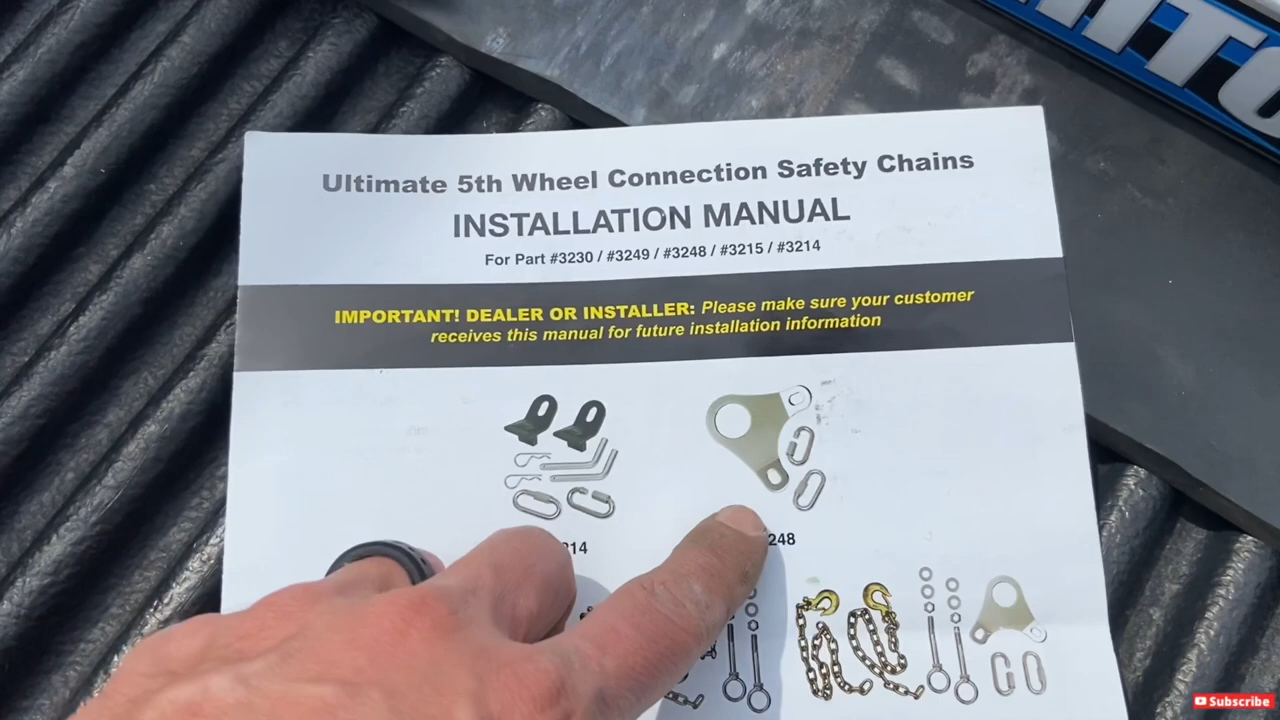 Ultimate 5th Wheel Connection Safety Chains
INSTALLATION MANUAL
For Part #3230 / #3249 / #3248 / #3215 / #3214
IMPORTANT! DEALER OR INSTALLER: Please make sure your customer
receives this manual for future installation information
14
248
Subscribe